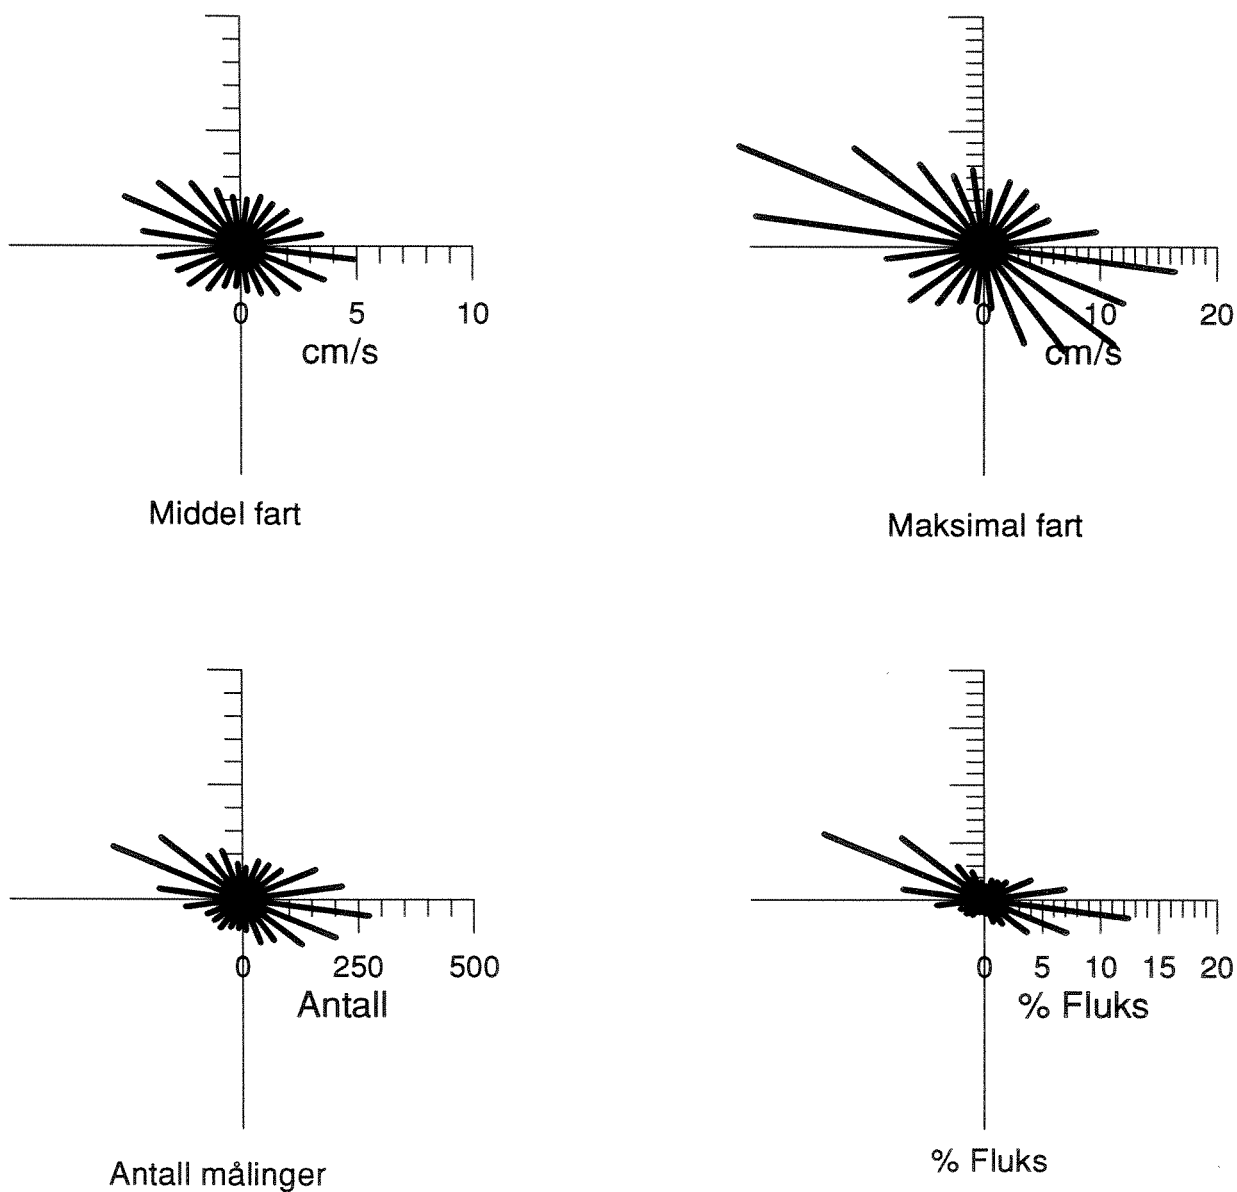 0 5 10
cm/s
Middel fart
0 10 20
cm/s
Maksimal fart
0 250 500
Antall
Antall målinger
0 5 10 15 20
% Fluks
% Fluks